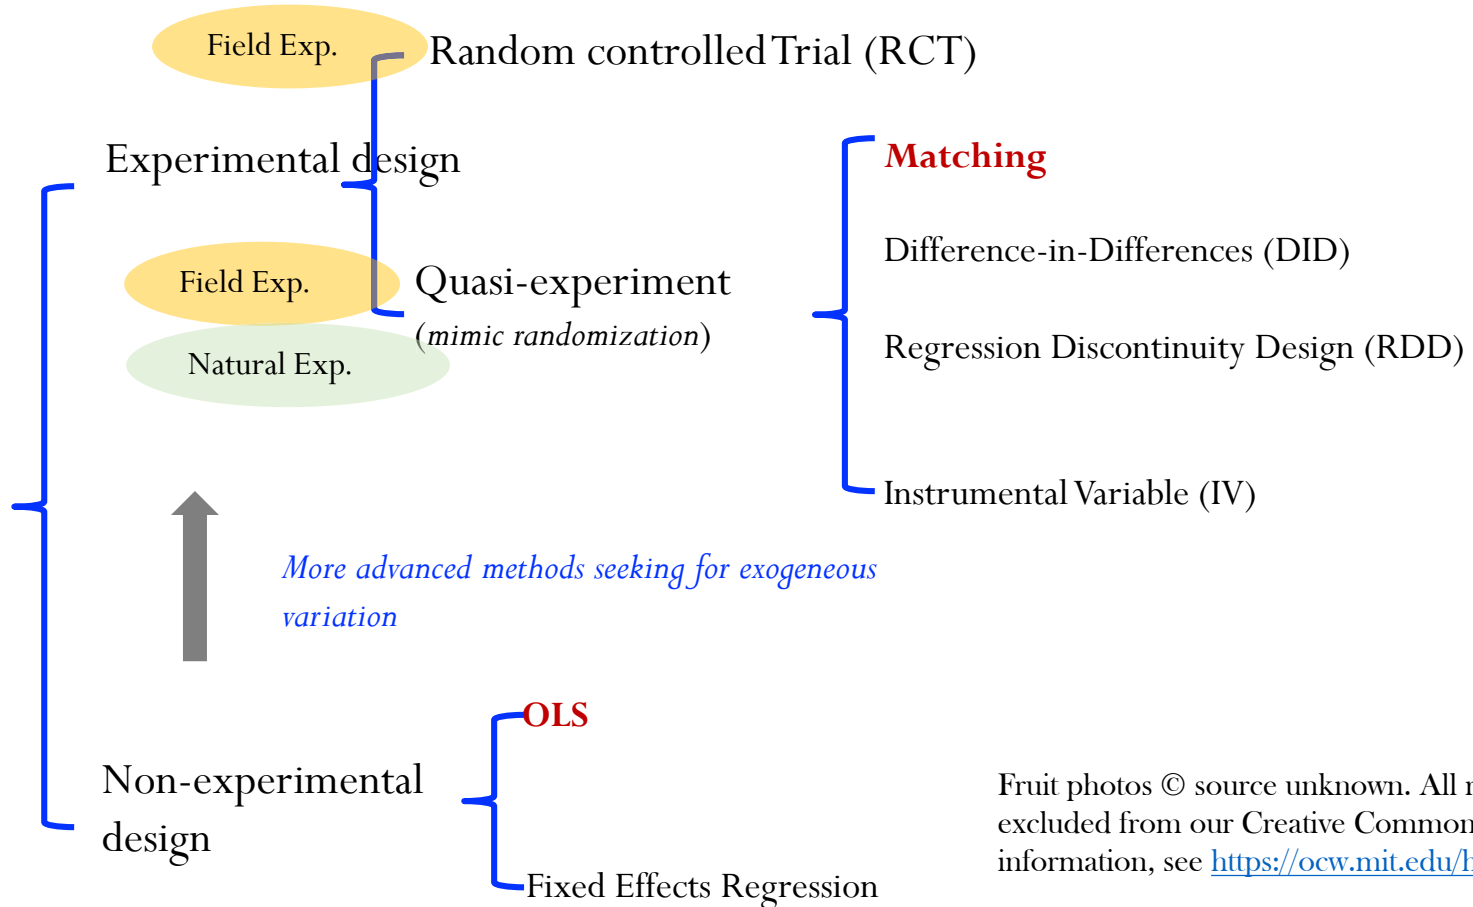 Field Exp.
Random controlled Trial (RCT)
Experimental design
Matching
Difference-in-Differences (DID)
Field Exp.
Quasi-experiment
(mimic randomization)
Regression Discontinuity Design (RDD)
Natural Exp.
Instrumental Variable (IV)
More advanced methods seeking for exogeneous
variation
OLS
Non-experimental
design
Fixed Effects Regression
Fruit photos © source unknown. All
excluded from our Creative Common
information, see https://ocw.mit.edu/h